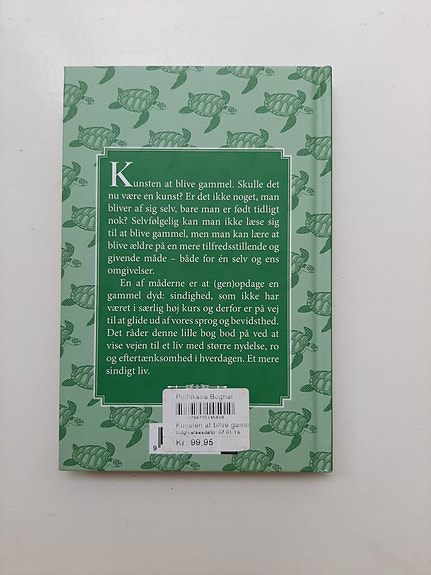 Kunsten at blive gammel. Skulle det
nu være en kunst? Er det ikke noget, man
bliver af sig selv, bare man er født tidligt
nok? Selvfølgelig kan man ikke læse sig
til at blive gammel, men man kan lære at
blive ældre på en mere tilfredsstillende og
givende måde – både for én selv og ens
omgivelser.
En af måderne er at (gen)opdage en
gammel dyd: sindighed, som ikke har
været i særlig høj kurs og derfor er på vej
til at glide ud af vores sprog og bevidsthed.
Det råder denne lille bog bod på ved at
vise vejen til et liv med større nydelse, ro
og eftertænksomhed i hverdagen. Et mere
sindigt liv.
Politikens Boghal
Kunsten at blive gamm
Udgivelsesdato: 07-01-16
Kr. 99,95
9